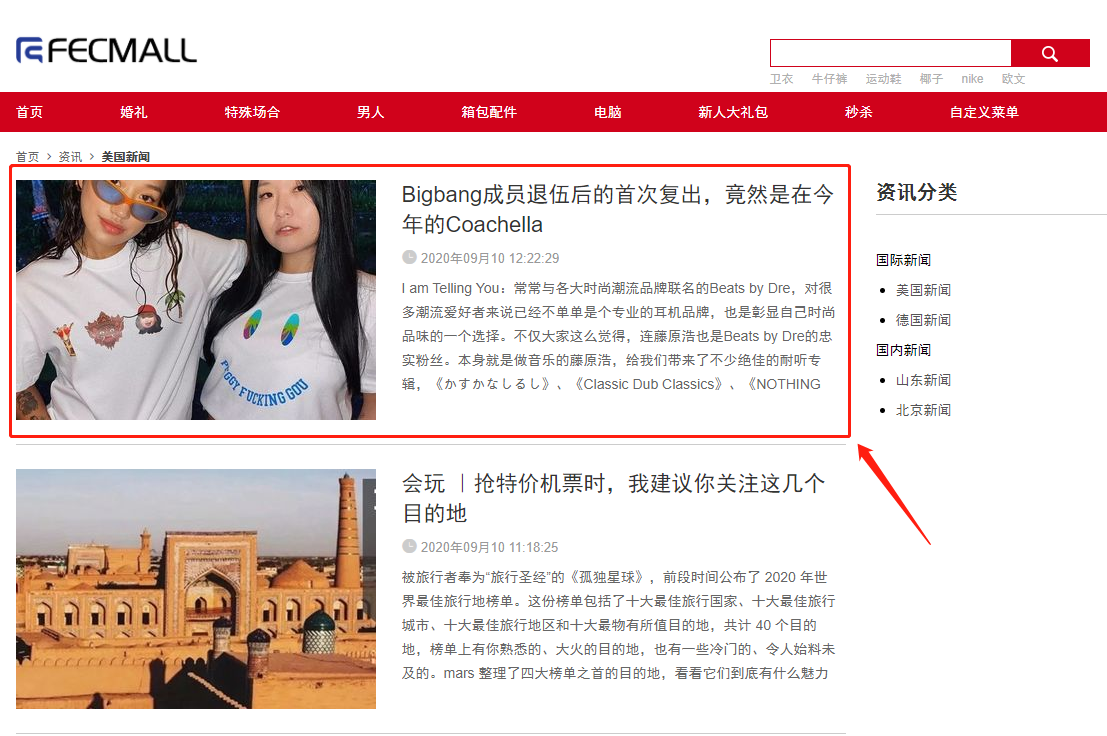 FECMALL
卫衣 牛仔裤 运动鞋 椰子 nike 欧文
首页 婚礼 特殊场合 男人 箱包配件 电脑 新人大礼包 秒杀 自定义菜单
首页 > 资讯 > 美国新闻
Bigbang成员退伍后的首次复出，竟然是在今
年的Coachella
2020年09月10 12:22:29
I am Telling You：常常与各大时尚潮流品牌联名的Beats by Dre，对很
多潮流爱好者来说已经不单单是个专业的耳机品牌，也是彰显自己时尚
品味的一个选择。不仅大家这么觉得，连藤原浩也是Beats by Dre的忠
实粉丝。本身就是做音乐的藤原浩，给我们带来了不少绝佳的耐听专
辑，《かすかなしるし》、《Classic Dub Classics》、《NOTHING
PEGGY FUCKING GOU
会玩 ｜抢特价机票时，我建议你关注这几个
目的地
2020年09月10 11:18:25
被旅行者奉为“旅行圣经”的《孤独星球》，前段时间公布了 2020 年世
界最佳旅行地榜单。这份榜单包括了十大最佳旅行国家、十大最佳旅行
城市、十大最佳旅行地区和十大最物有所值目的地，共计 40 个目的
地，榜单上有你熟悉的、大火的目的地，也有一些冷门的、令人始料未
及的。mars 整理了四大榜单之首的目的地，看看它们到底有什么魅力
资讯分类
国际新闻
美国新闻
德国新闻
国内新闻
山东新闻
北京新闻